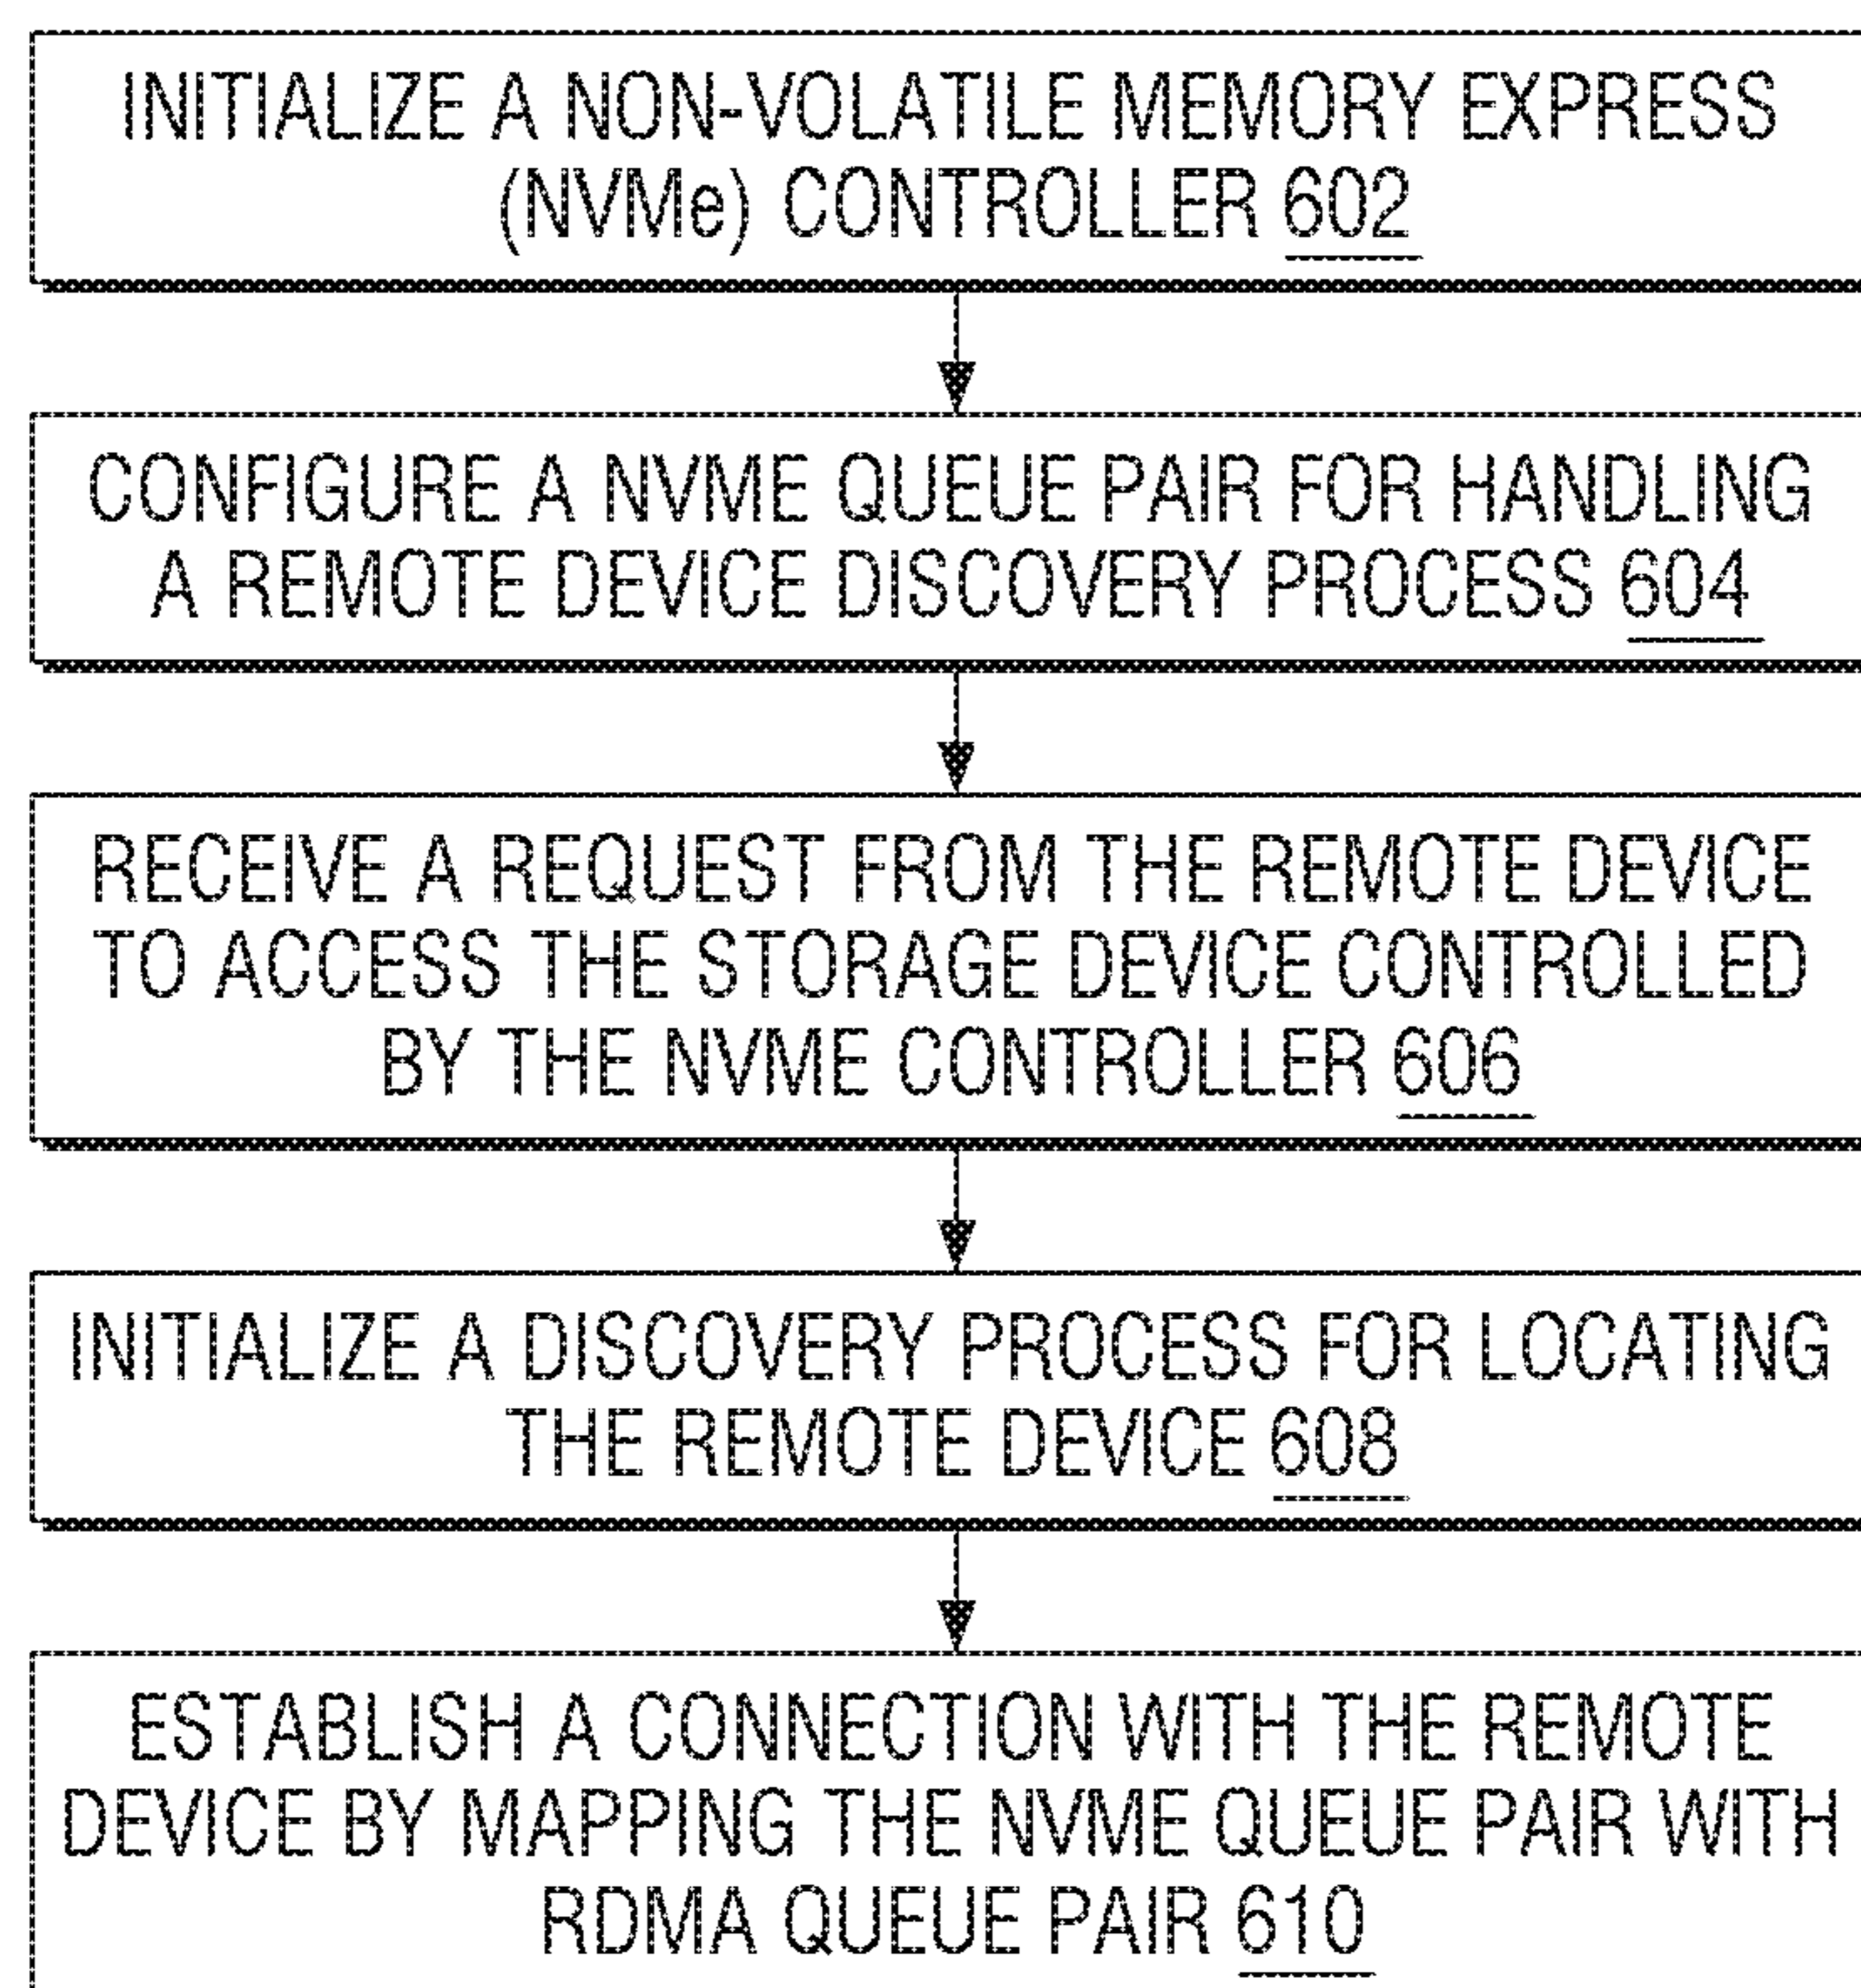 INITIALIZE A NON-VOLATILE MEMORY EXPRESS
(NVMe) CONTROLLER 602
CONFIGURE A NVME QUEUE PAIR FOR HANDLING
A REMOTE DEVICE DISCOVERY PROCESS 604
RECEIVE A REQUEST FROM THE REMOTE DEVICE
TO ACCESS THE STORAGE DEVICE CONTROLLED
BY THE NVME CONTROLLER 606
INITIALIZE A DISCOVERY PROCESS FOR LOCATING
THE REMOTE DEVICE 608
ESTABLISH A CONNECTION WITH THE REMOTE
DEVICE BY MAPPING THE NVME QUEUE PAIR WITH
RDMA QUEUE PAIR 610